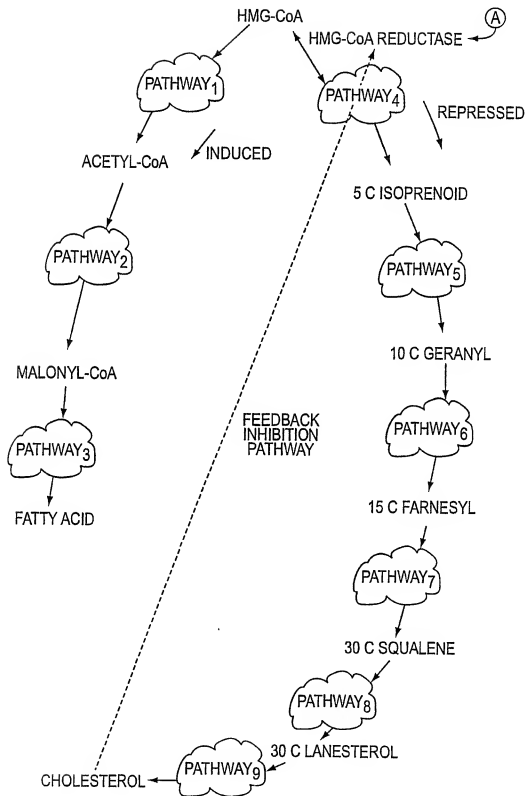 HMG-CoA
HMG-CoA REDUCTASE
A
PATHWAY1
PATHWAY4
REPRESSED
INDUCED
ACETYL-CoA
5 C ISOPRENOID
PATHWAY2
PATHWAY5
10 C GERANYL
MALONYL-CoA
FEEDBACK
INHIBITION
PATHWAY
PATHWAY6
PATHWAY3
15 C FARNESYL
FATTY ACID
PATHWAY7
30 C SQUALENE
PATHWAY8
30 C LANESTEROL
PATHWAY9
CHOLESTEROL